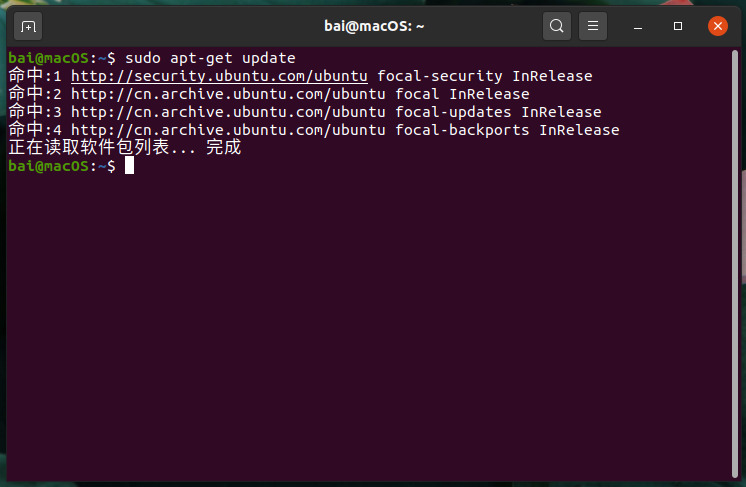 bai@macOS: ~
bai@macOS:~$ sudo apt-get update
命中:1 http://security.ubuntu.com/ubuntu focal-security InRelease
命中:2 http://cn.archive.ubuntu.com/ubuntu focal InRelease
命中:3 http://cn.archive.ubuntu.com/ubuntu focal-updates InRelease
命中:4 http://cn.archive.ubuntu.com/ubuntu focal-backports InRelease
正在读取软件包列表... 完成
bai@macOS:~$